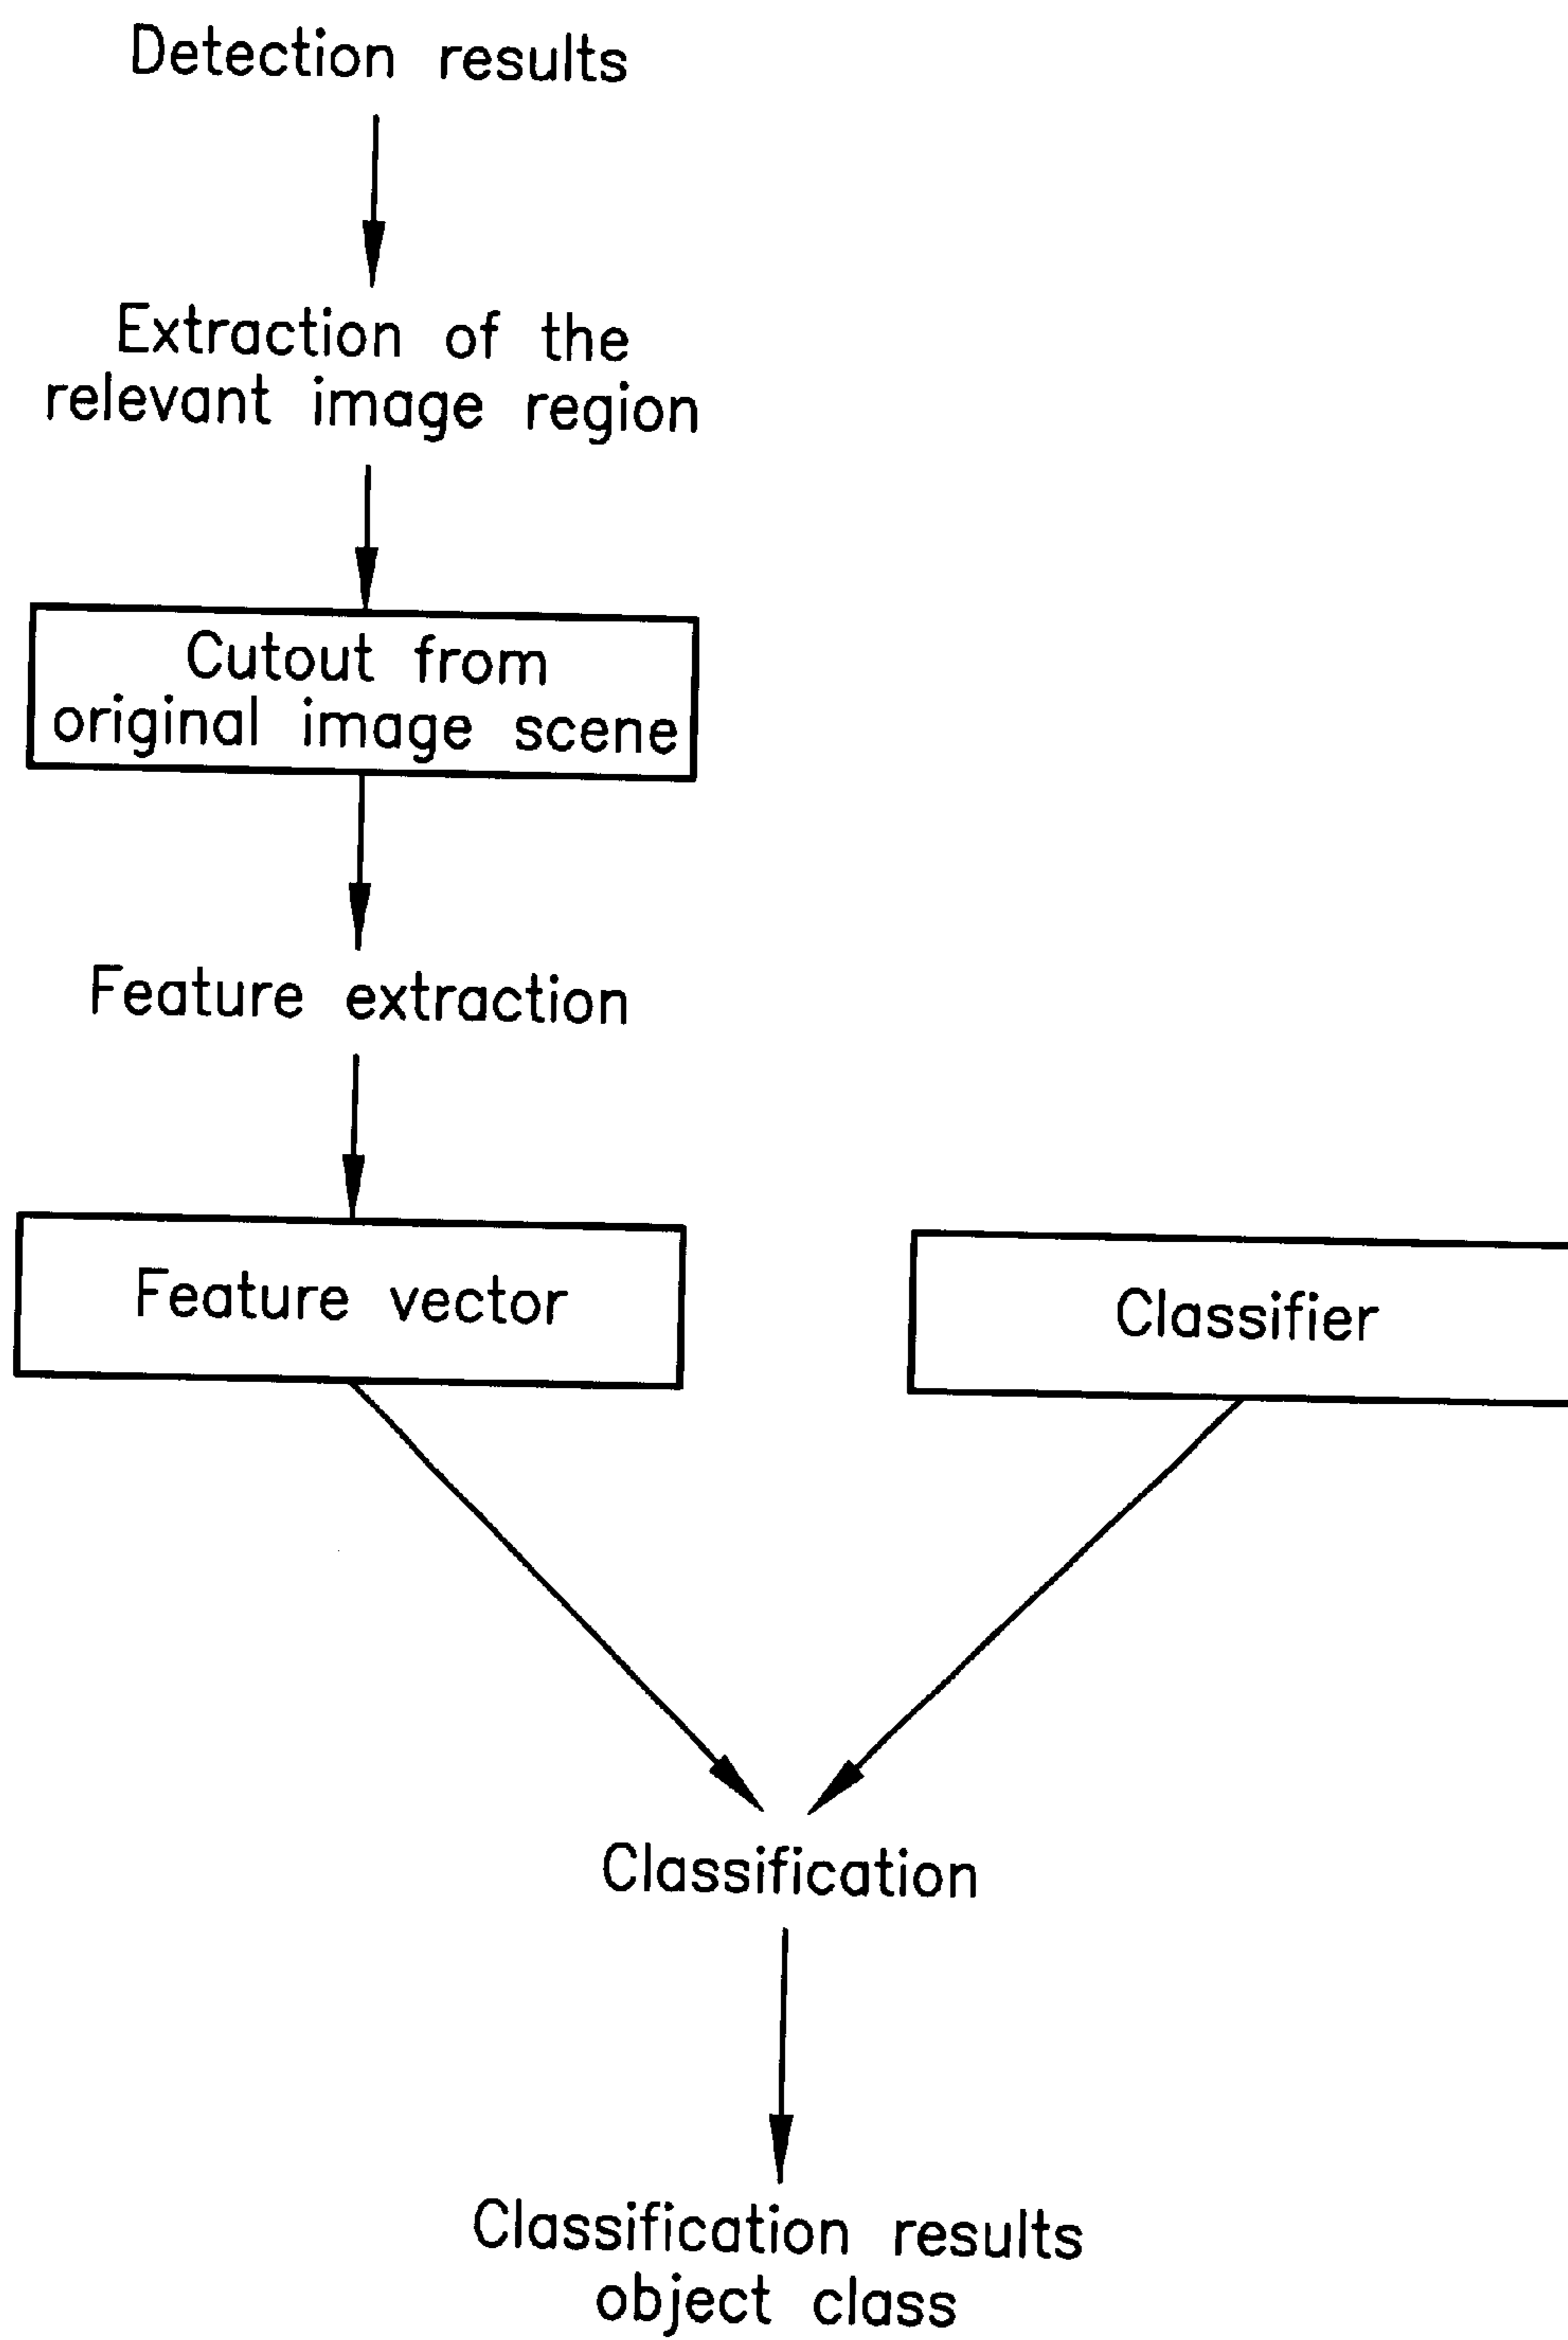 Detection results
Extraction of the
relevant image region
Cutout from
original image scene
Feature extraction
Feature vector
Classifier
Classification
Classification results
object class